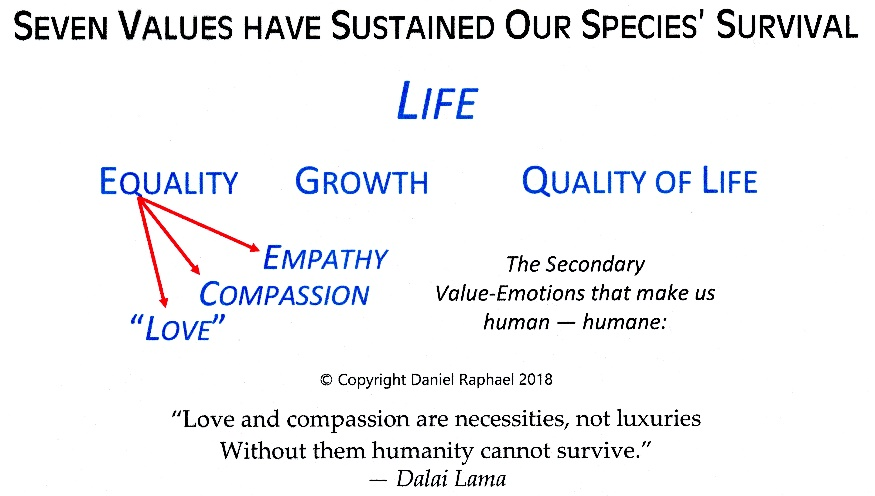 SEVEN VALUES HAVE SUSTAINED OUR SPECIES' SURVIVAL
LIFE
EQUALITY GROWTH QUALITY OF LIFE
EMPATHY
COMPASSION
"LOVE"
The Secondary
Value-Emotions that make us
human — humane:
© Copyright Daniel Raphael 2018
“Love and compassion are necessities, not luxuries
Without them humanity cannot survive.”
— Dalai Lama